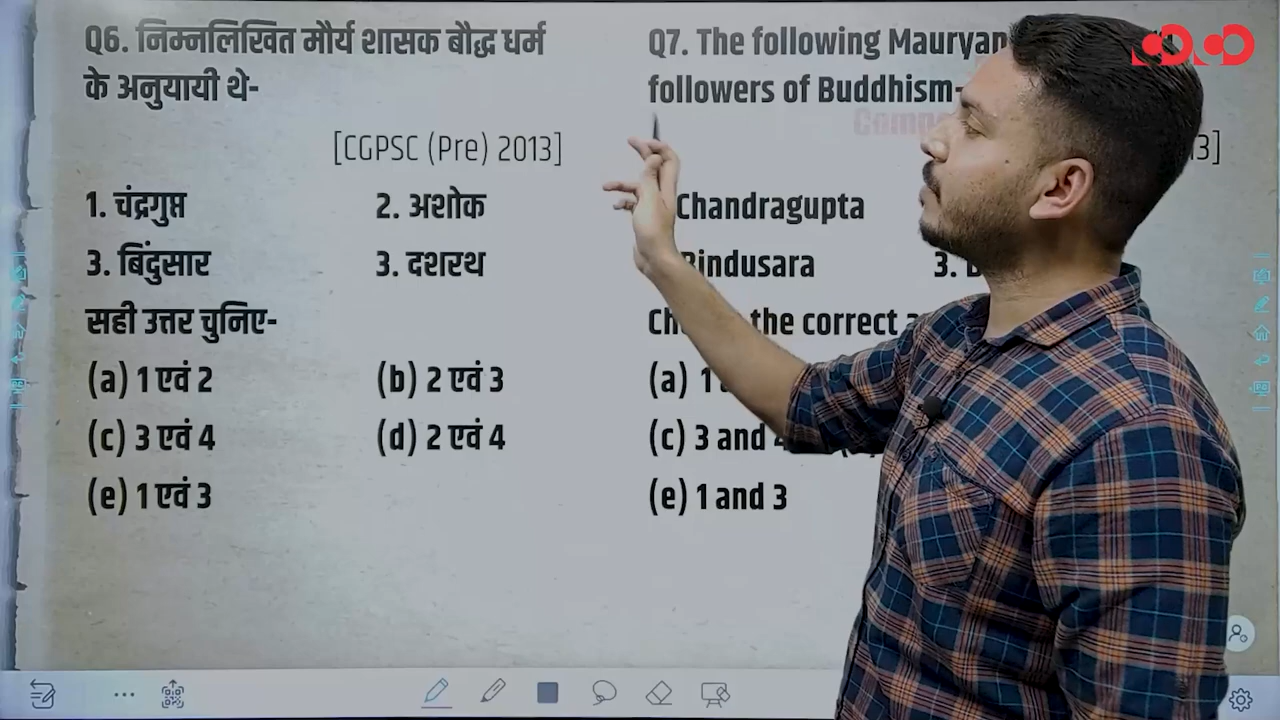 Q6. निम्नलिखित मौर्य शासक बौद्ध धर्म
के अनुयायी थे-
[CGPSC (Pre) 2013]
1. चंद्रगुप्त 2. अशोक
3. बिंदुसार 3. दशरथ
सही उत्तर चुनिए-
(a) 1 एवं 2 (b) 2 एवं 3
(c) 3 एवं 4 (d) 2 एवं 4
(e) 1 एवं 3
Q7. The following Mauryan
followers of Buddhism-
Chandragupta
Bindusara 3.
the correct
(a) 1
(c) 3 and
(e) 1 and 3